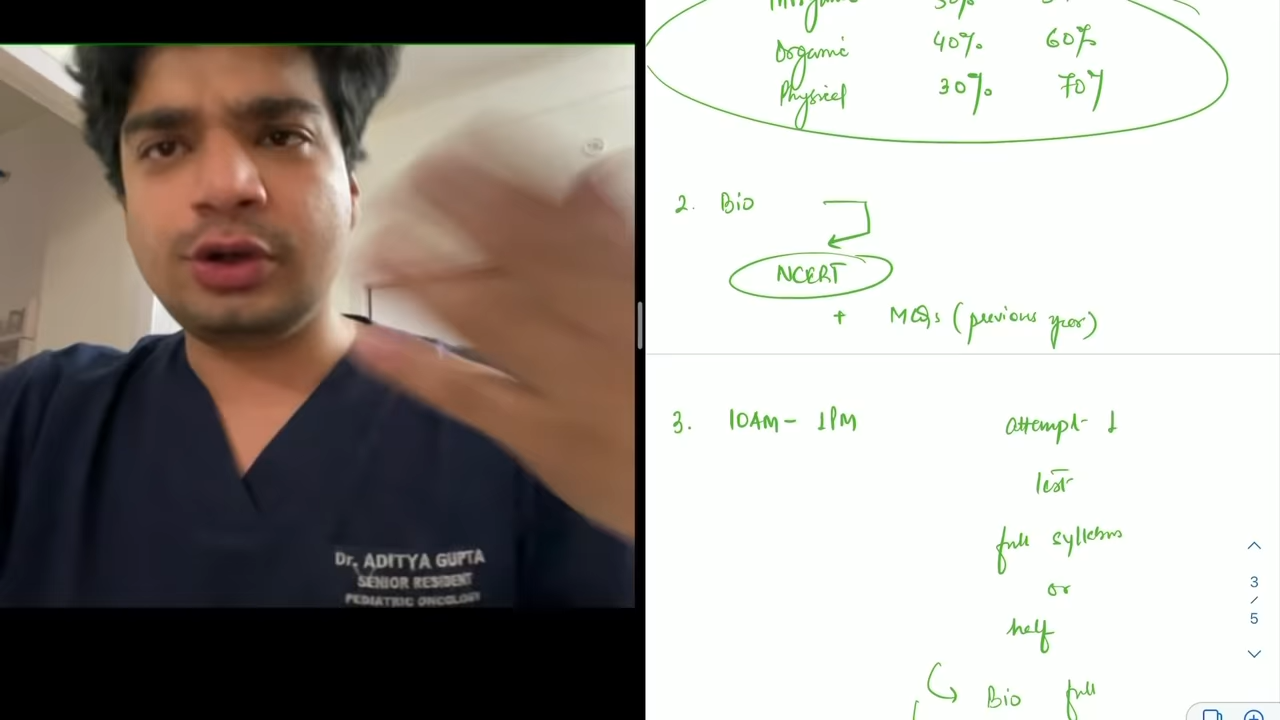 Dr. ADITYA GUPTA
SENIOR RESIDENT
PEDIATRIC ONCOLOGY
Organic 40% 60%
Physical 30% 70%
2. Bio
NCERT
+ MCQs (previous year)
3. 10AM - 1PM attempt 1
test
full syllabus
or
half
Bio full
3
/
5